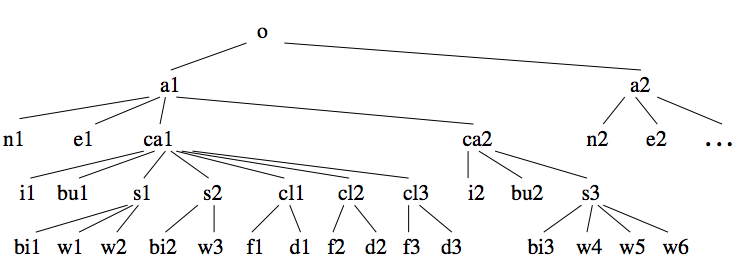 o
a1 a2
n1 e1 ca1 ca2 n2 e2 ...
i1 bu1 s1 s2 cl1 cl2 cl3 i2 bu2 s3
bi1 w1 w2 bi2 w3 f1 d1 f2 d2 f3 d3 bi3 w4 w5 w6